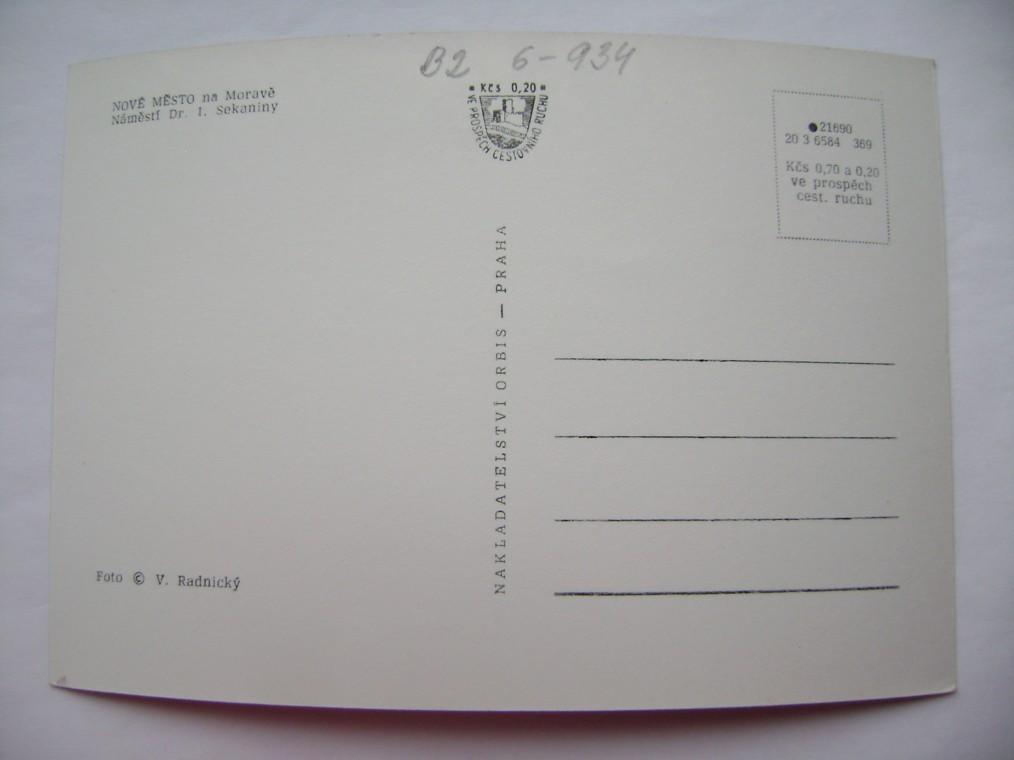 B2 6-934
NOVÉ MĚSTO na Moravě
Náměstí Dr. I. Sekaniny
* Kčs 0,20 *
VE PROSPĚCH CESTOVNÍHO RUCHU
●21690
20 3 6584 369
Kčs 0,70 a 0,20
ve prospěch
cest. ruchu
NAKLADATELSTVÍ ORBIS — PRAHA
Foto © V. Radnický